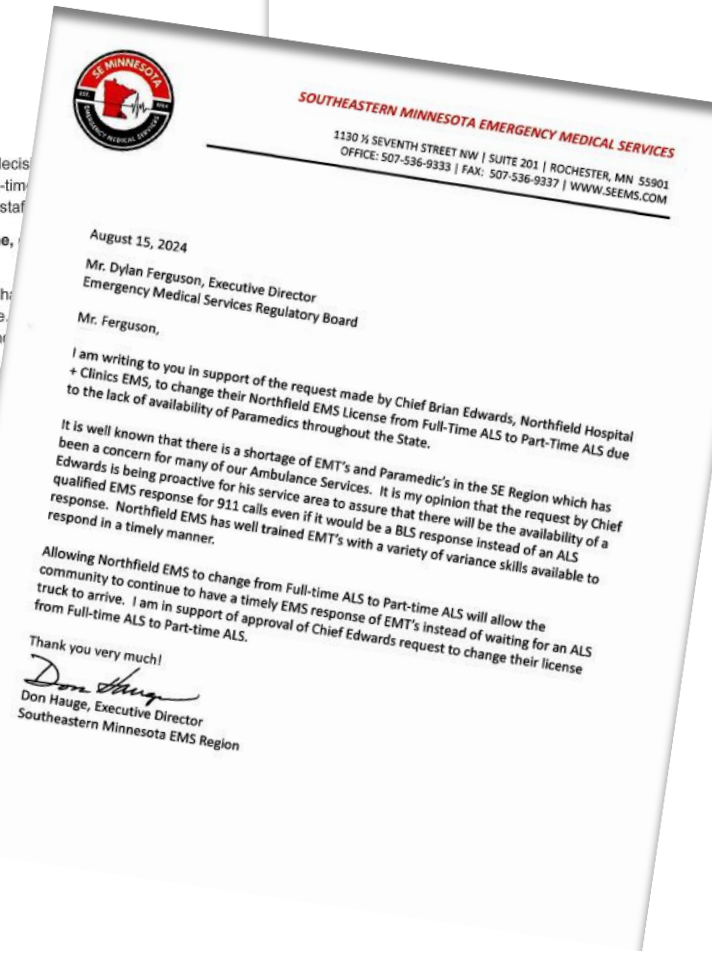 SE MINNESOTA
EST.
EMERGENCY MEDICAL SERVICES
SOUTHEASTERN MINNESOTA EMERGENCY MEDICAL SERVICES
1130 ½ SEVENTH STREET NW | SUITE 201 | ROCHESTER, MN 55901
OFFICE: 507-536-9333 | FAX: 507-536-9337 | WWW.SEEMS.COM
August 15, 2024
Mr. Dylan Ferguson, Executive Director
Emergency Medical Services Regulatory Board
Mr. Ferguson,
I am writing to you in support of the request made by Chief Brian Edwards, Northfield Hospital
+ Clinics EMS, to change their Northfield EMS License from Full-Time ALS to Part-Time ALS due
to the lack of availability of Paramedics throughout the State.
It is well known that there is a shortage of EMT's and Paramedic's in the SE Region which has
been a concern for many of our Ambulance Services. It is my opinion that the request by Chief
Edwards is being proactive for his service area to assure that there will be the availability of a
qualified EMS response for 911 calls even if it would be a BLS response instead of an ALS
response. Northfield EMS has well trained EMT's with a variety of variance skills available to
respond in a timely manner.
Allowing Northfield EMS to change from Full-time ALS to Part-time ALS will allow the
community to continue to have a timely EMS response of EMT's instead of waiting for an ALS
truck to arrive. I am in support of approval of Chief Edwards request to change their license
from Full-time ALS to Part-time ALS.
Thank you very much!
Don Hauge
Don Hauge, Executive Director
Southeastern Minnesota EMS Region